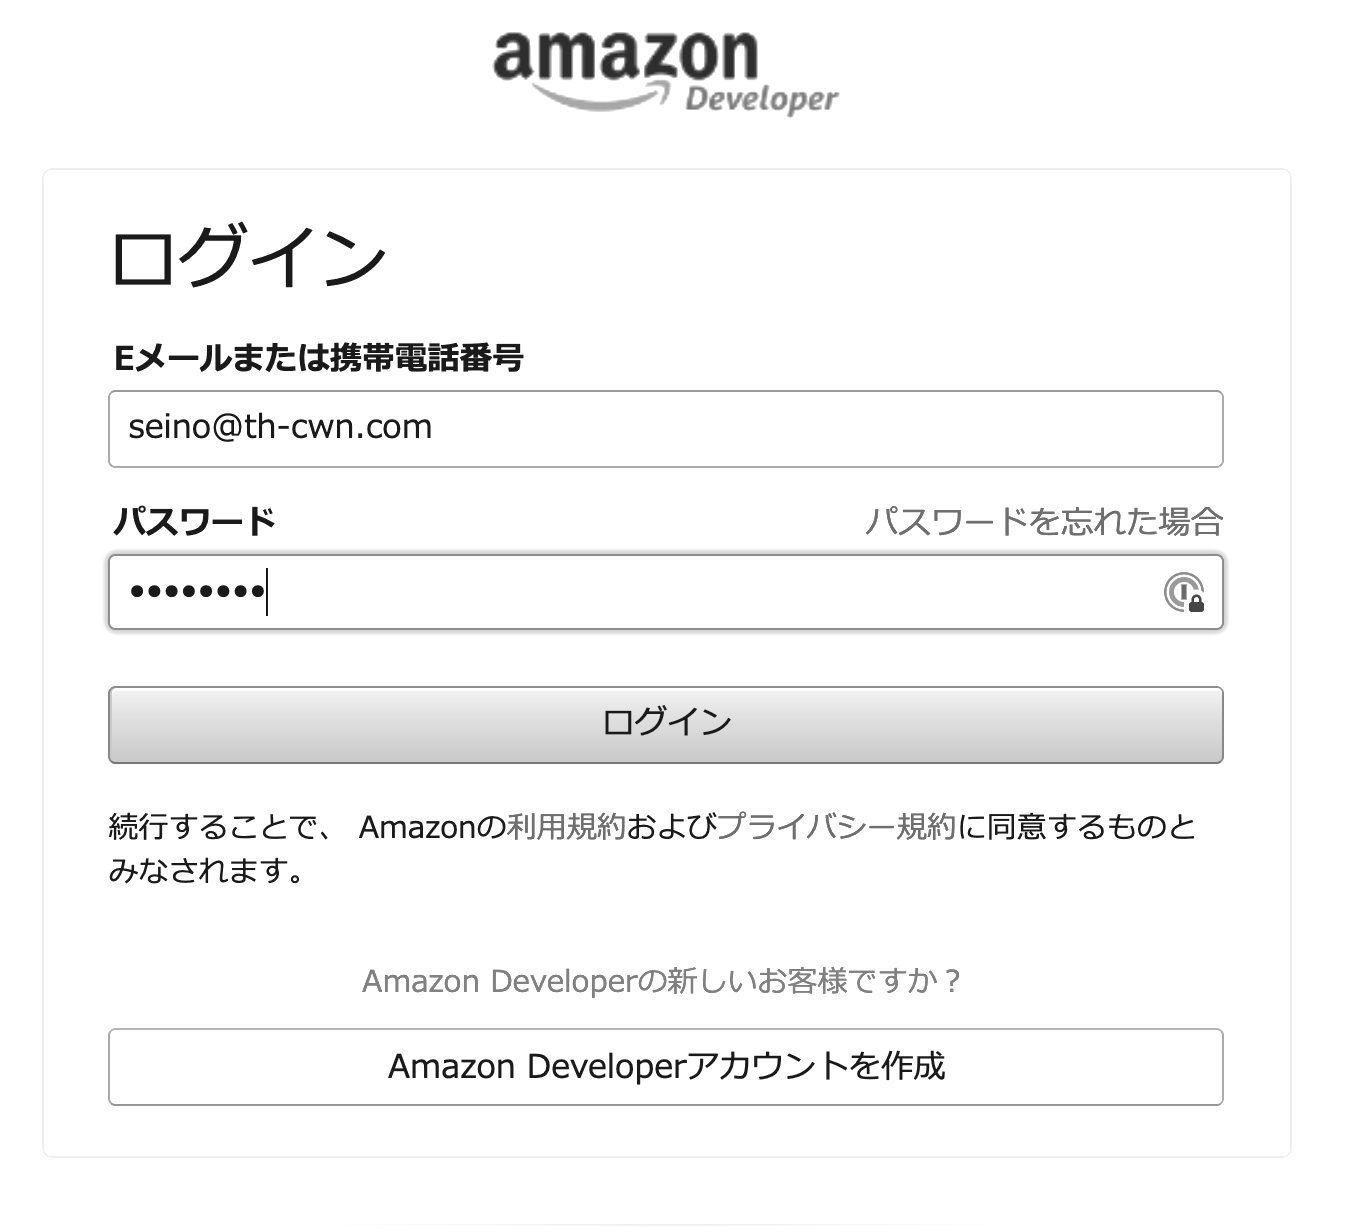 amazon
Developer
ログイン
Eメールまたは携帯電話番号
seino@th-cwn.com
パスワード パスワードを忘れた場合
••••••••
ログイン
続行することで、 Amazonの利用規約およびプライバシー規約に同意するものと
みなされます。
Amazon Developerの新しいお客様ですか？
Amazon Developerアカウントを作成